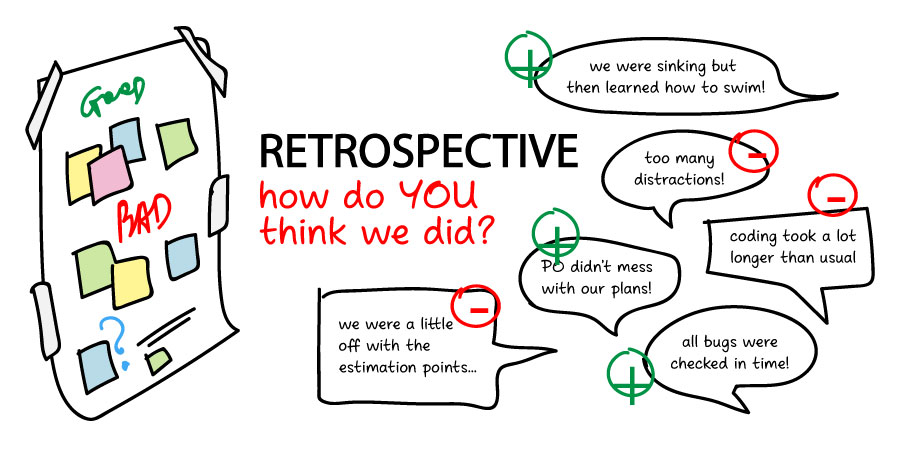 GOOD
BAD
?
RETROSPECTIVE
how do YOU
think we did?
+
we were sinking but
then learned how to swim!
-
too many
distractions!
-
coding took a lot
longer than usual
+
PO didn't mess
with our plans!
-
we were a little
off with the
estimation points...
+
all bugs were
checked in time!